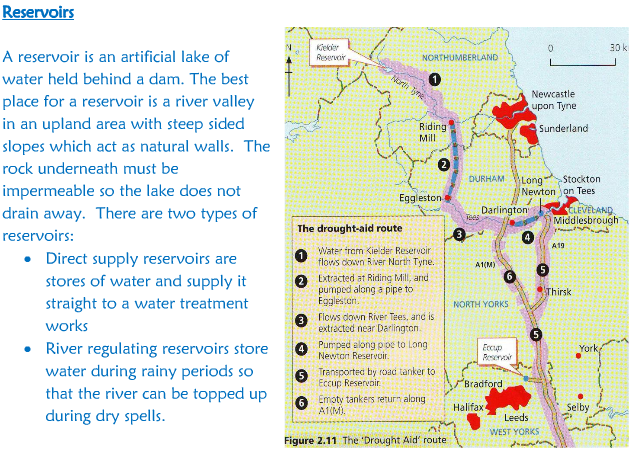 Reservoirs
A reservoir is an artificial lake of
water held behind a dam. The best
place for a reservoir is a river valley
in an upland area with steep sided
slopes which act as natural walls. The
rock underneath must be
impermeable so the lake does not
drain away. There are two types of
reservoirs:
• Direct supply reservoirs are
stores of water and supply it
straight to a water treatment
works
• River regulating reservoirs store
water during rainy periods so
that the river can be topped up
during dry spells.
N
Kielder
Reservoir
NORTHUMBERLAND
0 30 k
1
North Tyne
Newcastle
upon Tyne
Sunderland
Riding
Mill
2
DURHAM
Long
Newton
Stockton
on Tees
Eggleston
Tees
Darlington
CLEVELAND
Middlesbrough
3
4
A19
A1(M)
6
5
Thirsk
NORTH YORKS
5
Eccup
Reservoir
York
Bradford
Halifax
Leeds
Selby
WEST YORKS
The drought-aid route
1 Water from Kielder Reservoir
flows down River North Tyne.
2 Extracted at Riding Mill, and
pumped along a pipe to
Eggleston.
3 Flows down River Tees, and is
extracted near Darlington.
4 Pumped along pipe to Long
Newton Reservoir.
5 Transported by road tanker to
Eccup Reservoir.
6 Empty tankers return along
A1(M).
Figure 2.11 The 'Drought Aid' route